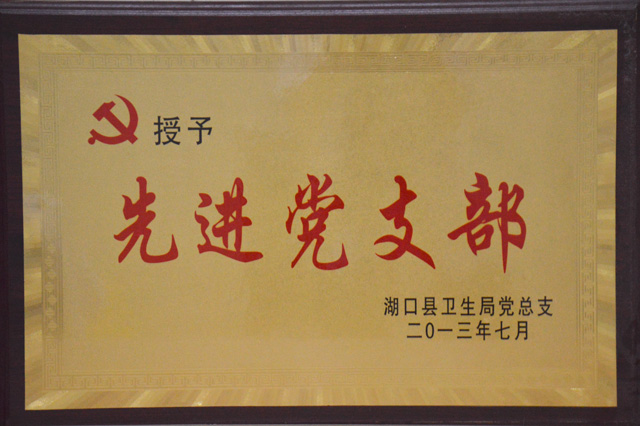 授予
先进党支部
湖口县卫生局党总支
二〇一三年七月